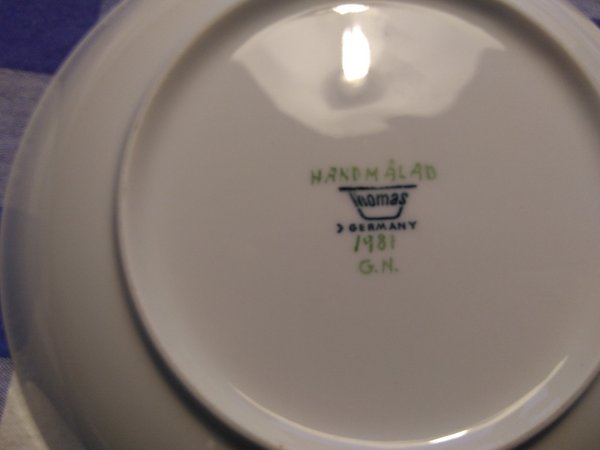 HANDMÅLAD
Thomas
GERMANY
1981
G.N.